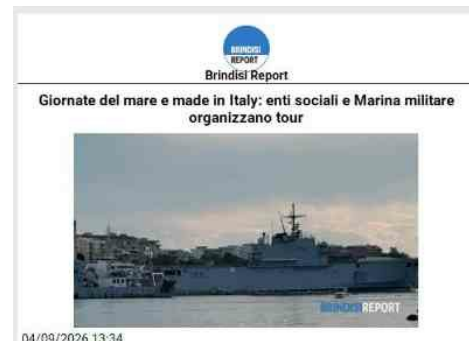 BRINDISI
REPORT
Brindisi Report
Giornate del mare e made in Italy: enti sociali e Marina militare
organizzano tour
BRINDISIREPORT
04/09/2026 13:34